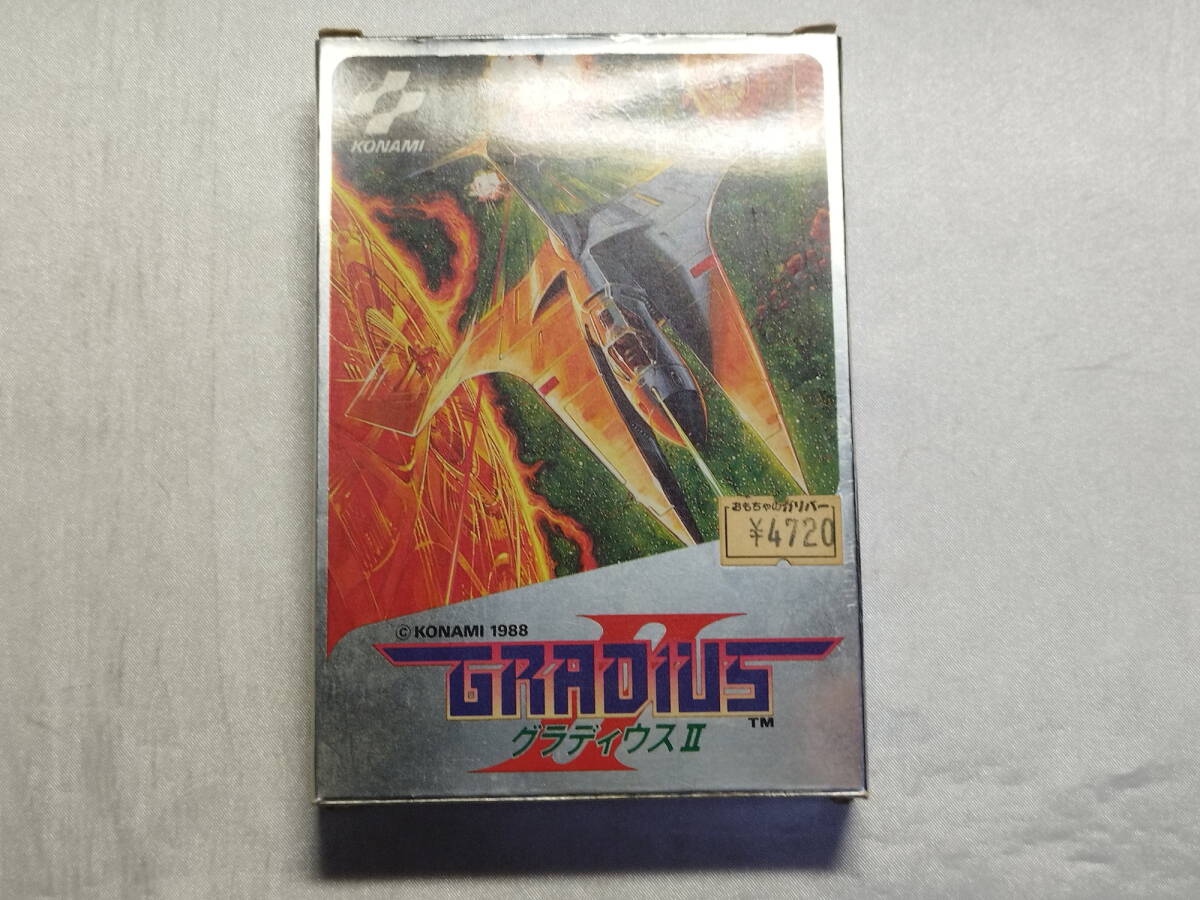 KONAMI
おもちゃのガリバー
¥4720
© KONAMI 1988
GRADIUS II
TM
グラディウスII